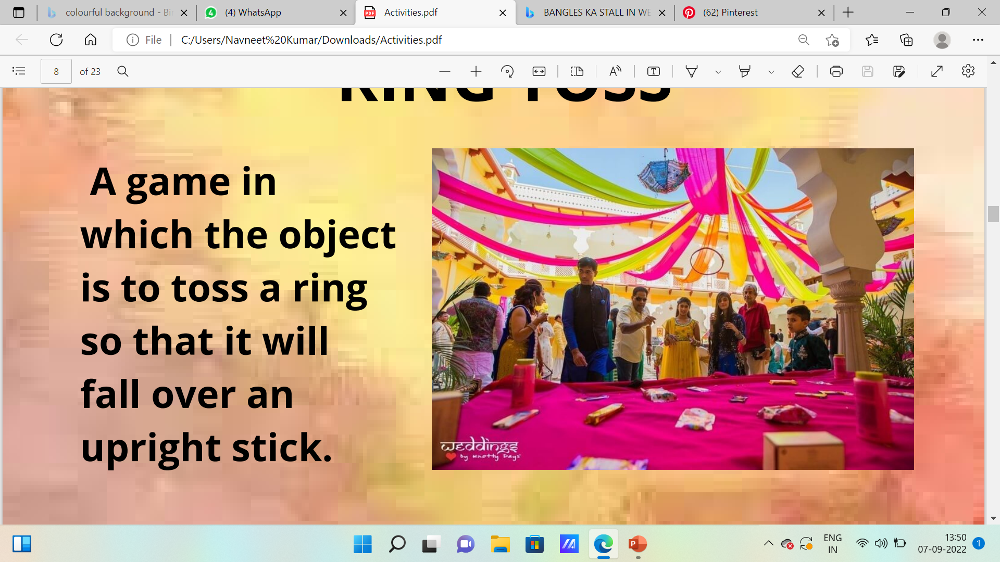 colourful background - Bi
(4) WhatsApp
Activities.pdf
BANGLES KA STALL IN WE
(62) Pinterest
File
C:/Users/Navneet%20Kumar/Downloads/Activities.pdf
8
of 23
RING TOSS
A game in
which the object
is to toss a ring
so that it will
fall over an
upright stick.
weddings
by knotty Days
ENG
IN
13:50
07-09-2022
1